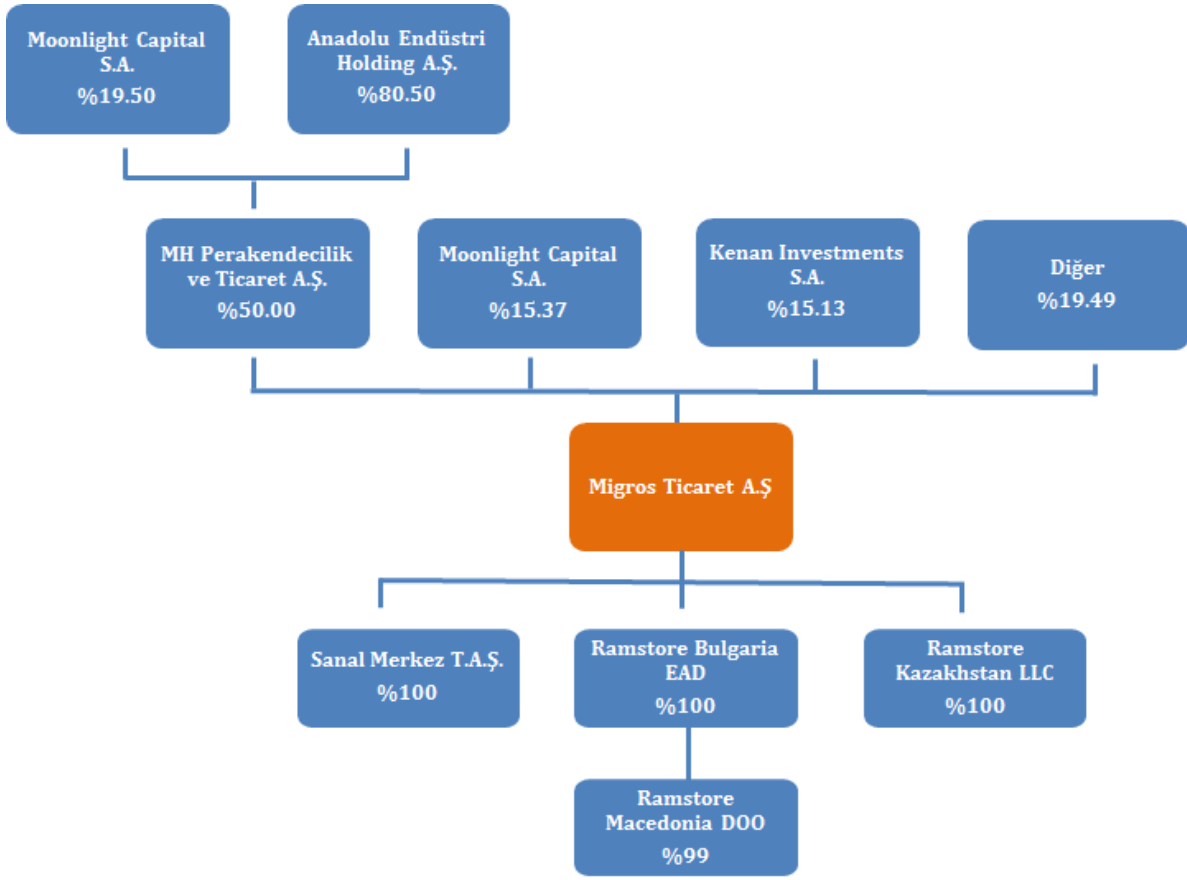 Moonlight Capital
S.A.
%19.50
Anadolu Endüstri
Holding A.Ş.
%80.50
MH Perakendecilik
ve Ticaret A.Ş.
%50.00
Moonlight Capital
S.A.
%15.37
Kenan Investments
S.A.
%15.13
Diğer
%19.49
Migros Ticaret A.Ş
Sanal Merkez T.A.Ş.
%100
Ramstore Bulgaria
EAD
%100
Ramstore
Kazakhstan LLC
%100
Ramstore
Macedonia DOO
%99